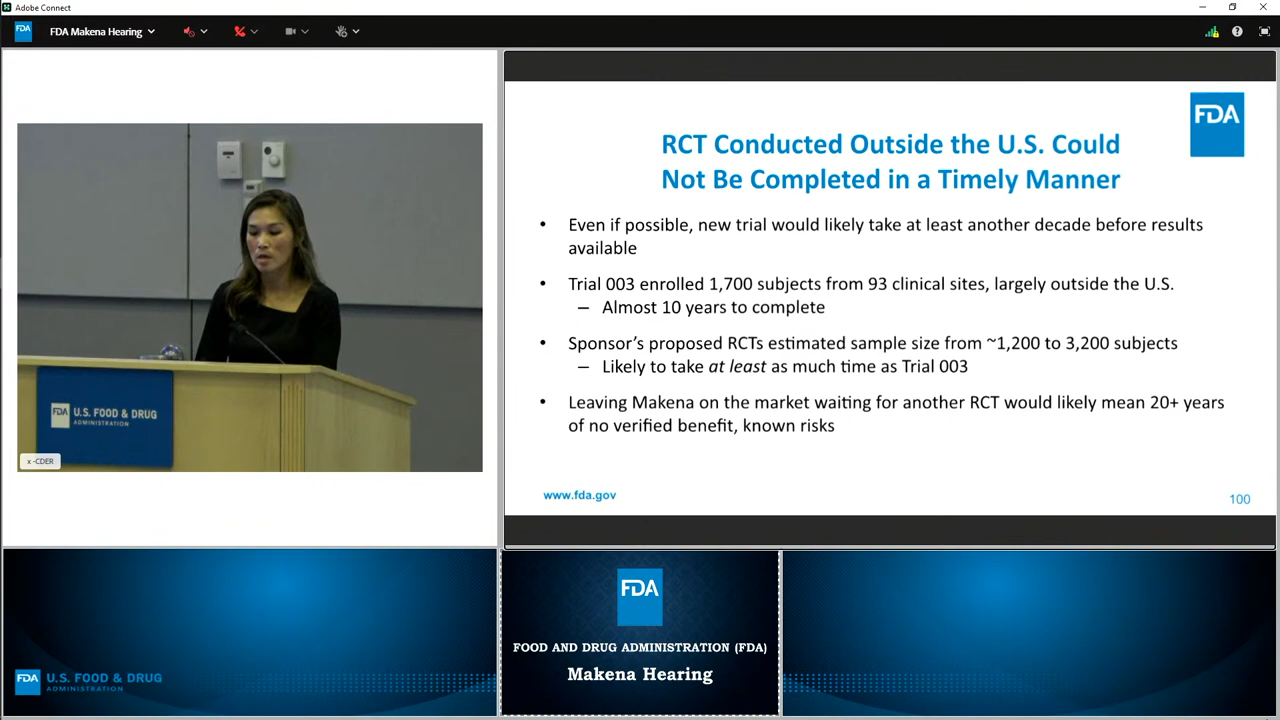 Adobe Connect
FDA
FDA Makena Hearing
FDA
RCT Conducted Outside the U.S. Could
Not Be Completed in a Timely Manner
• Even if possible, new trial would likely take at least another decade before results
available
• Trial 003 enrolled 1,700 subjects from 93 clinical sites, largely outside the U.S.
– Almost 10 years to complete
• Sponsor's proposed RCTs estimated sample size from ~1,200 to 3,200 subjects
– Likely to take at least as much time as Trial 003
• Leaving Makena on the market waiting for another RCT would likely mean 20+ years
of no verified benefit, known risks
www.fda.gov
100
FDA U.S. FOOD & DRUG
ADMINISTRATION
x -CDER
FDA U.S. FOOD & DRUG
ADMINISTRATION
FDA
FOOD AND DRUG ADMINISTRATION (FDA)
Makena Hearing